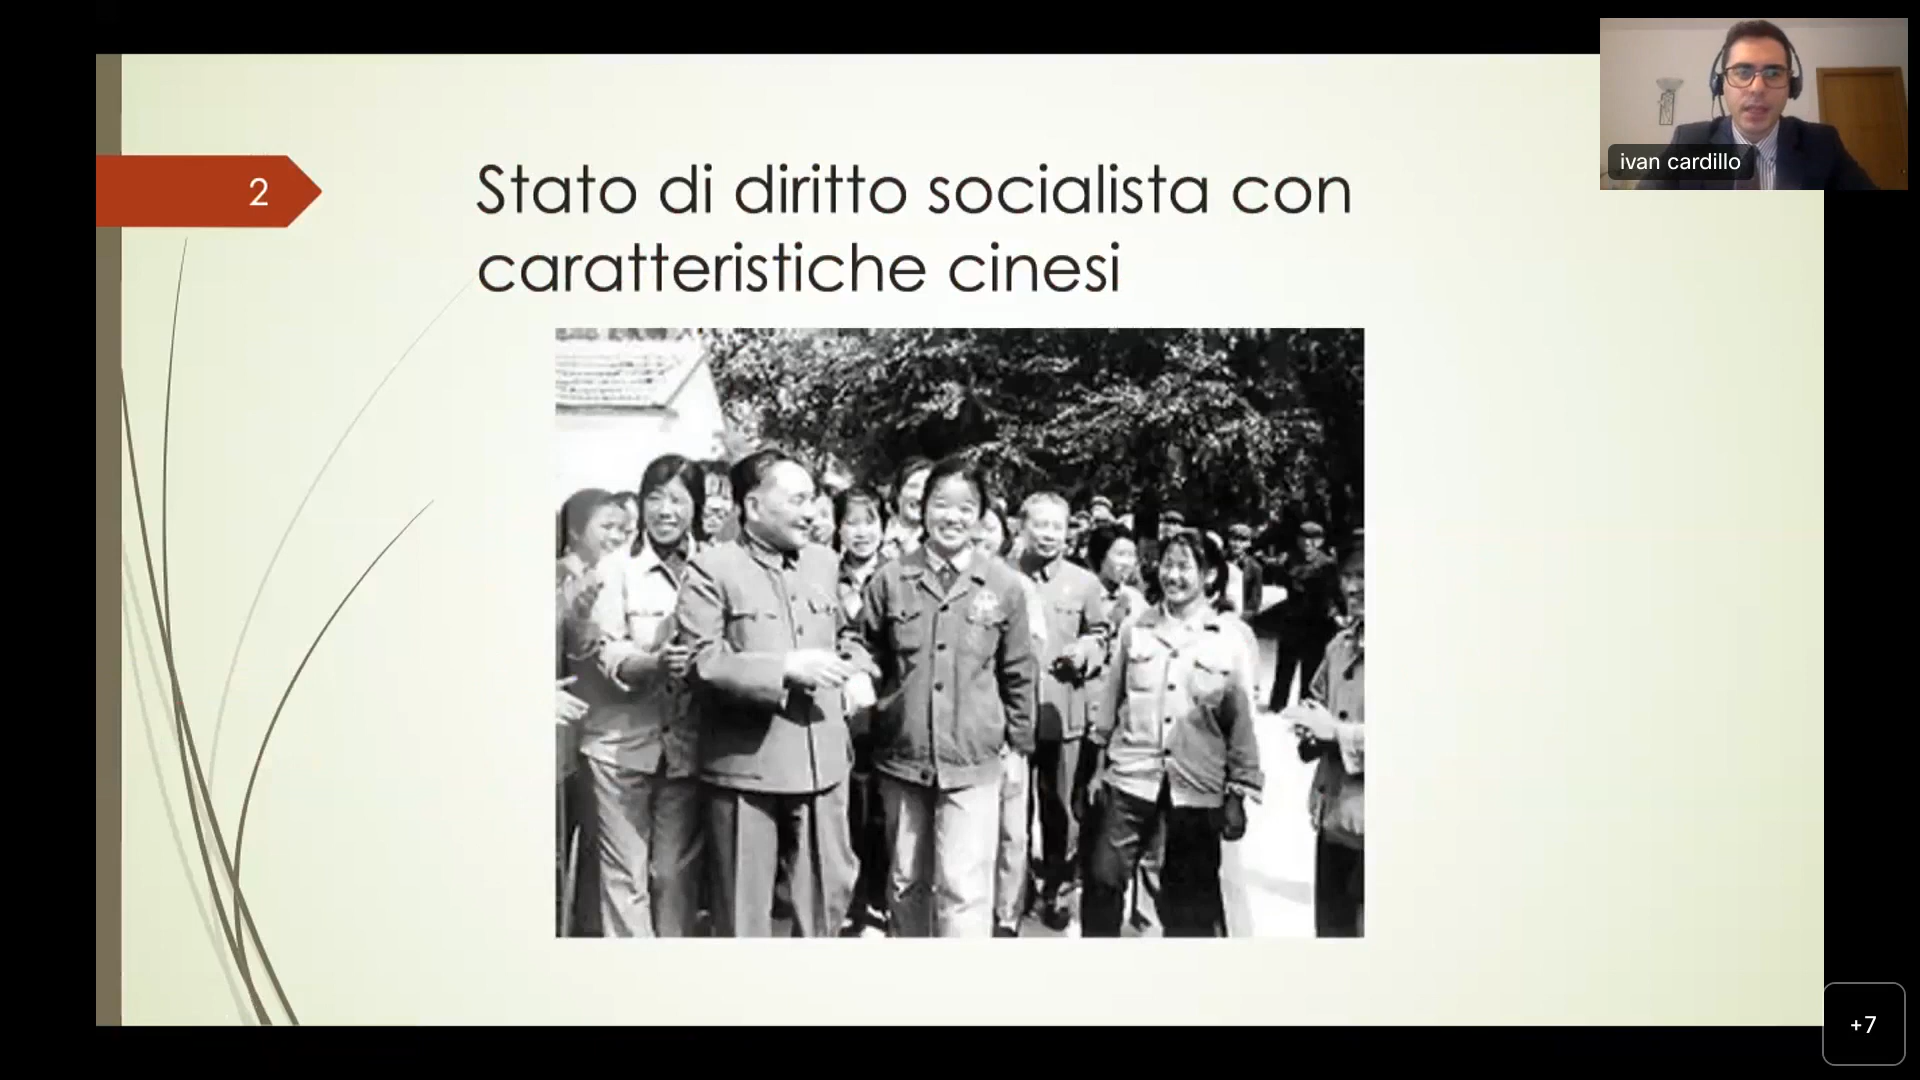 ivan cardillo
2
Stato di diritto socialista con
caratteristiche cinesi
+7